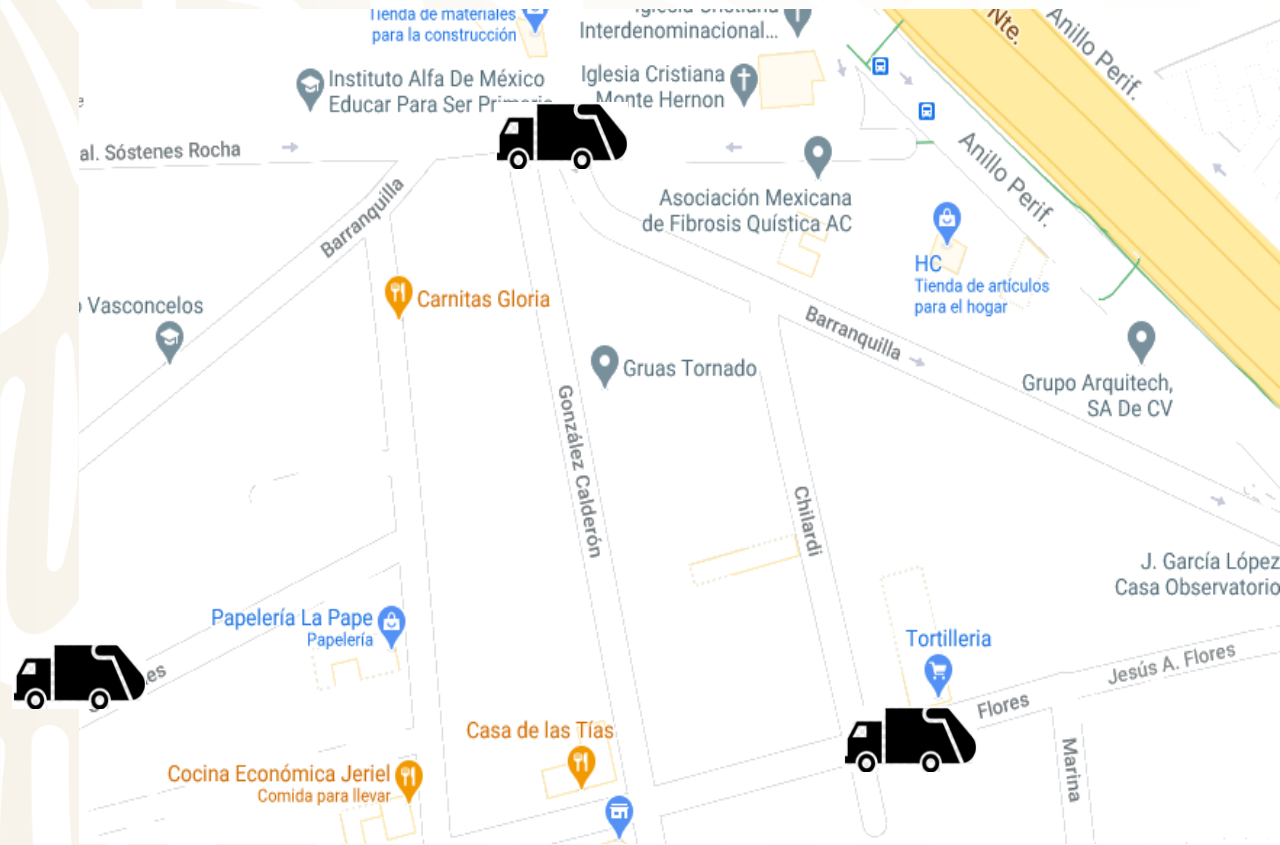 Tienda de materiales
para la construcción
Iglesia Cristiana
Interdenominacional...
Nte.
Anillo Perif.
Instituto Alfa De México
Educar Para Ser Primaria
Iglesia Cristiana
Monte Hernon
al. Sóstenes Rocha
Anillo Perif.
Asociación Mexicana
de Fibrosis Quística AC
Barranquilla
HC
Tienda de artículos
para el hogar
Carnitas Gloria
Vasconcelos
Barranquilla
Gruas Tornado
Grupo Arquitech,
SA De CV
González Calderón
Chilardi
J. García López
Casa Observatorio
Papelería La Pape
Papelería
Tortilleria
Jesús A. Flores
es
Flores
Casa de las Tías
Marina
Cocina Económica Jeriel
Comida para llevar